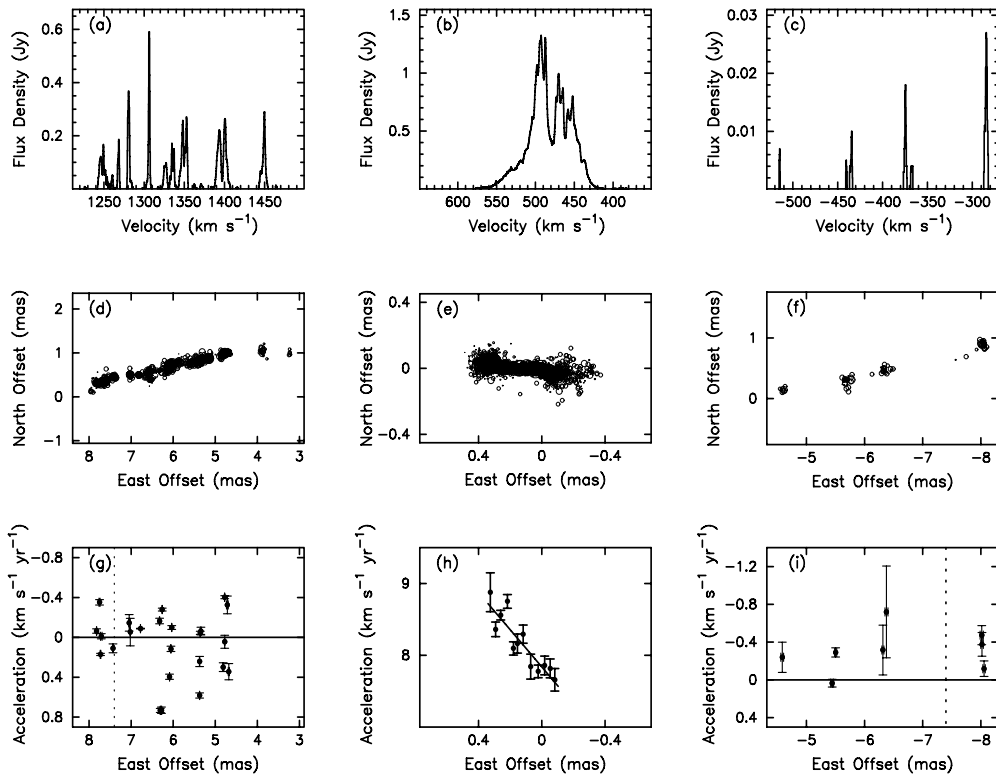 (a)
Flux Density (Jy)
0.6
0.4
0.2
1250 1300 1350 1400 1450
Velocity (km s⁻¹)
(b)
Flux Density (Jy)
1.5
1
0.5
600 550 500 450 400
Velocity (km s⁻¹)
(c)
Flux Density (Jy)
0.03
0.02
0.01
−500 −450 −400 −350 −300
Velocity (km s⁻¹)
(d)
North Offset (mas)
2
1
0
−1
8 7 6 5 4 3
East Offset (mas)
(e)
North Offset (mas)
0.4
0
−0.4
0.4 0 −0.4
East Offset (mas)
(f)
North Offset (mas)
1
0
−5 −6 −7 −8
East Offset (mas)
(g)
Acceleration (km s⁻¹ yr⁻¹)
−0.8
−0.4
0
0.4
0.8
8 7 6 5 4 3
East Offset (mas)
(h)
Acceleration (km s⁻¹ yr⁻¹)
9
8
0.4 0 −0.4
East Offset (mas)
(i)
Acceleration (km s⁻¹ yr⁻¹)
−1.2
−0.8
−0.4
0
0.4
−5 −6 −7 −8
East Offset (mas)